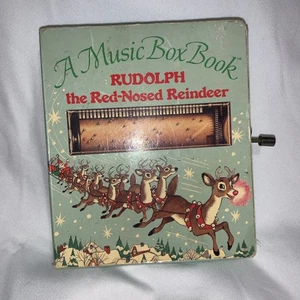 A Music Box Book™
RUDOLPH
the Red-Nosed Reindeer